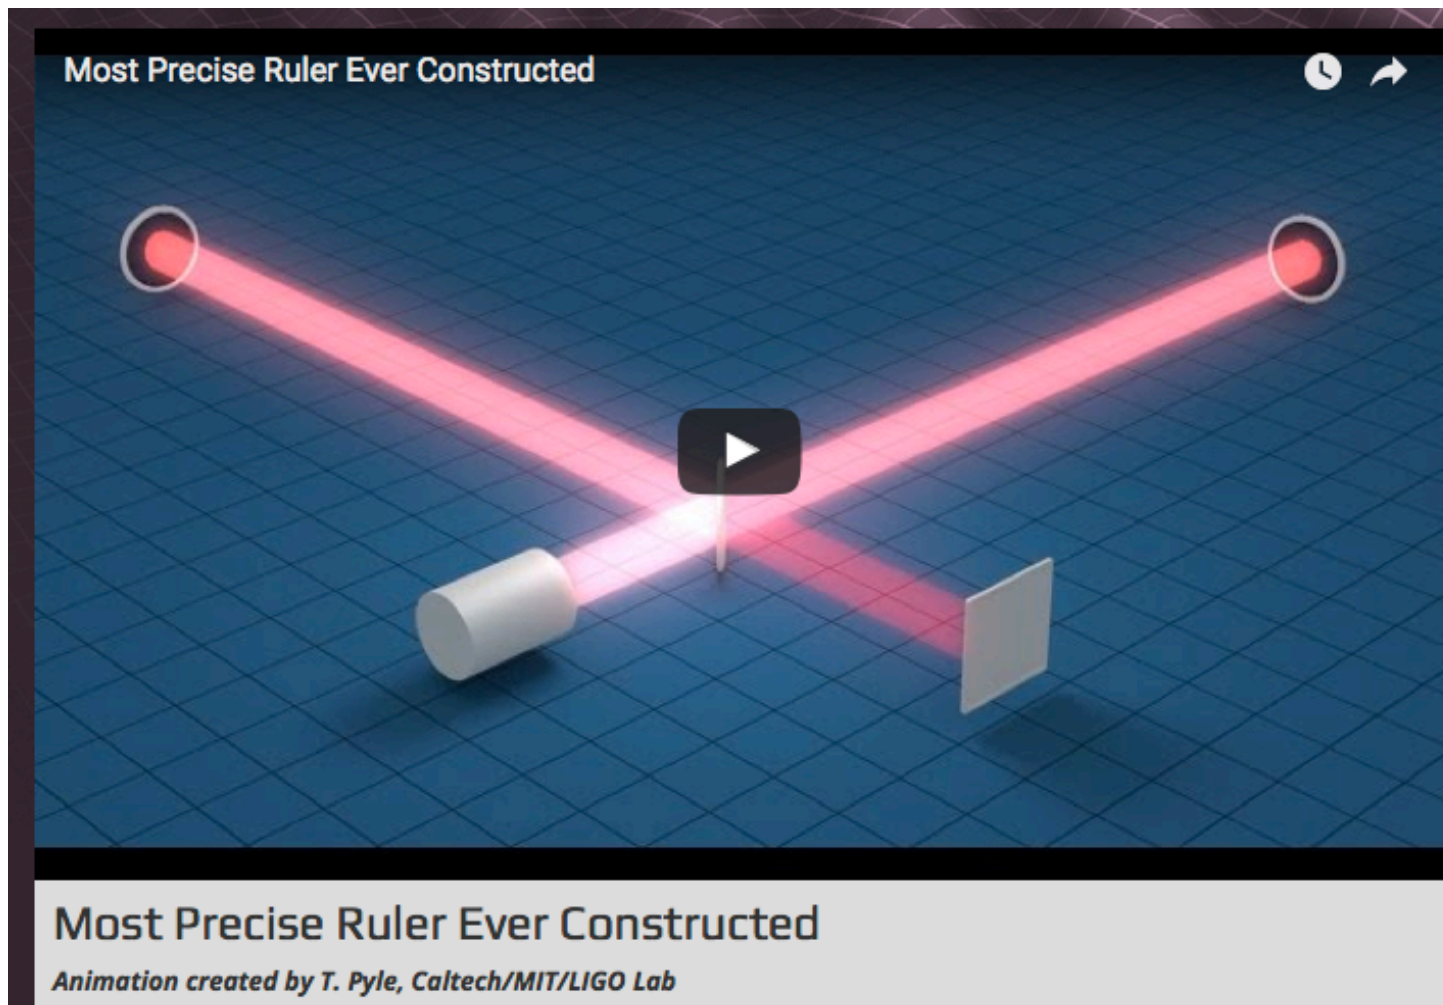 Most Precise Ruler Ever Constructed
Most Precise Ruler Ever Constructed
Animation created by T. Pyle, Caltech/MIT/LIGO Lab